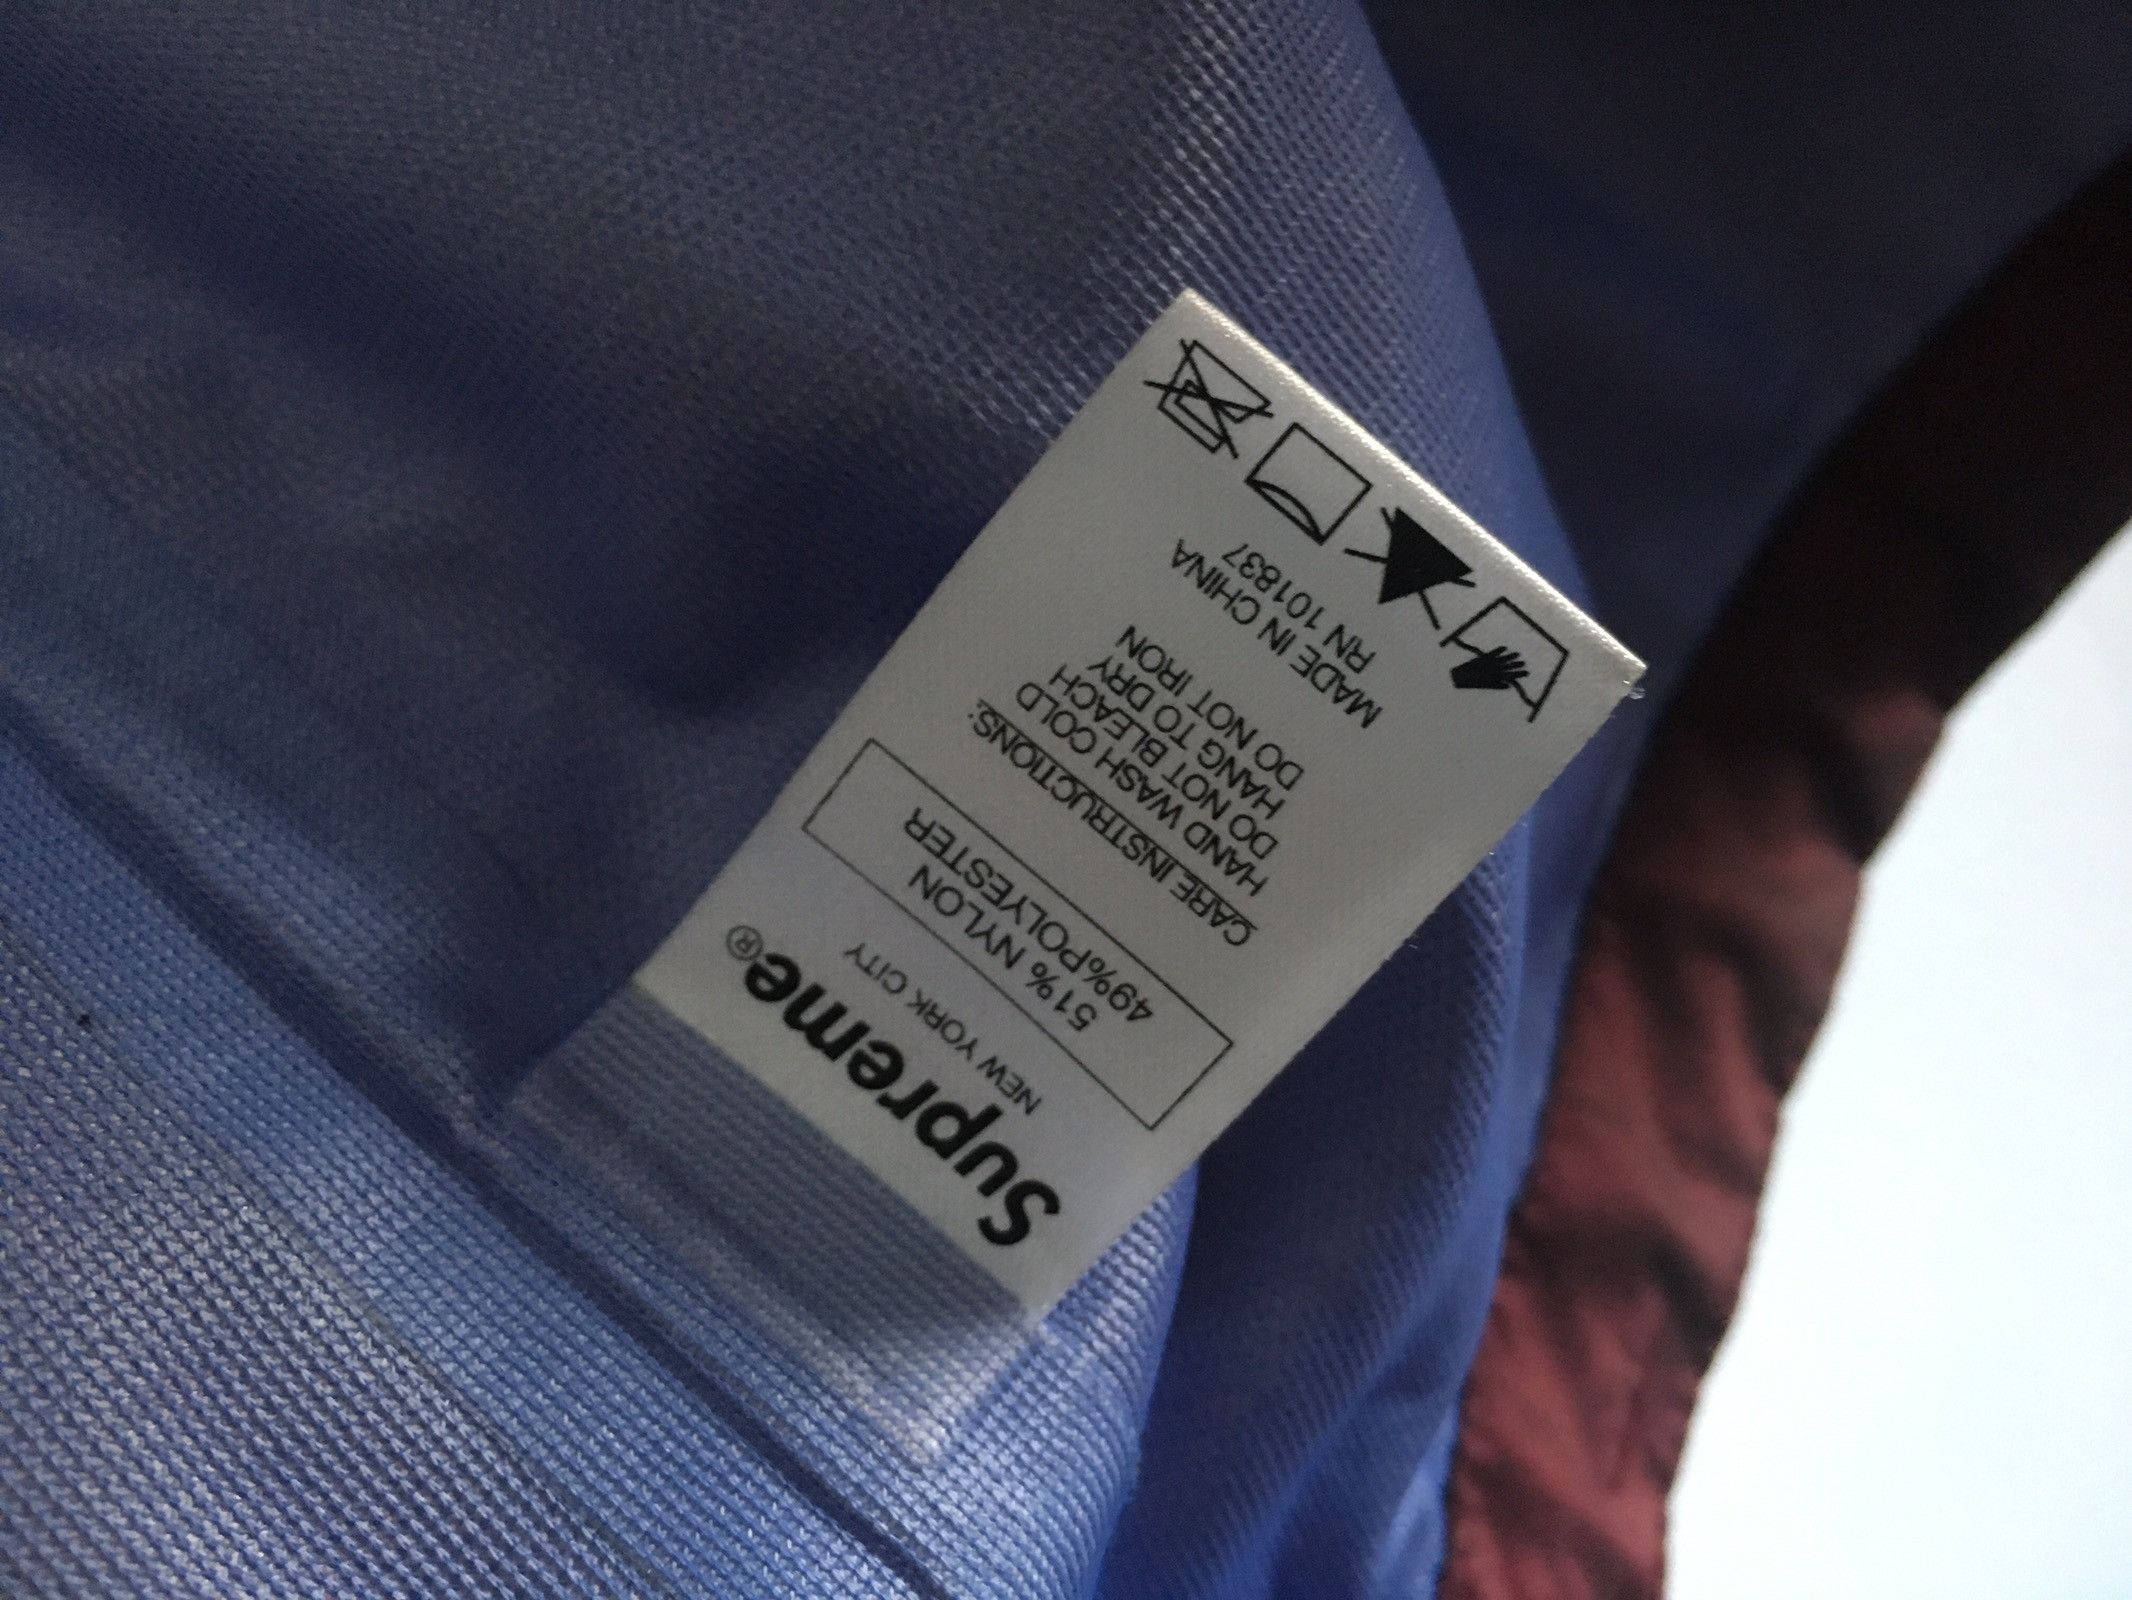 Supreme®
NEW YORK CITY
51% NYLON
49%POLYESTER
CARE INSTRUCTIONS:
HAND WASH COLD
DO NOT BLEACH
HANG TO DRY
DO NOT IRON
MADE IN CHINA
RN 101837